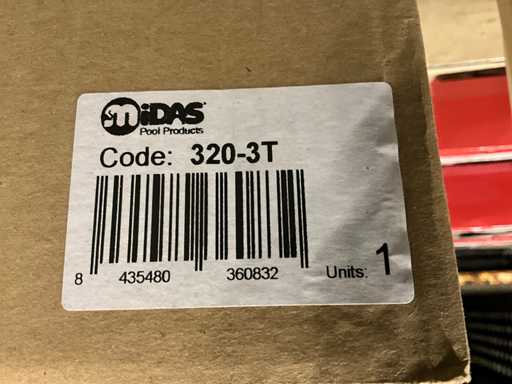 MiDAS
Pool Products
Code: 320-3T
8 435480 360832
Units: 1